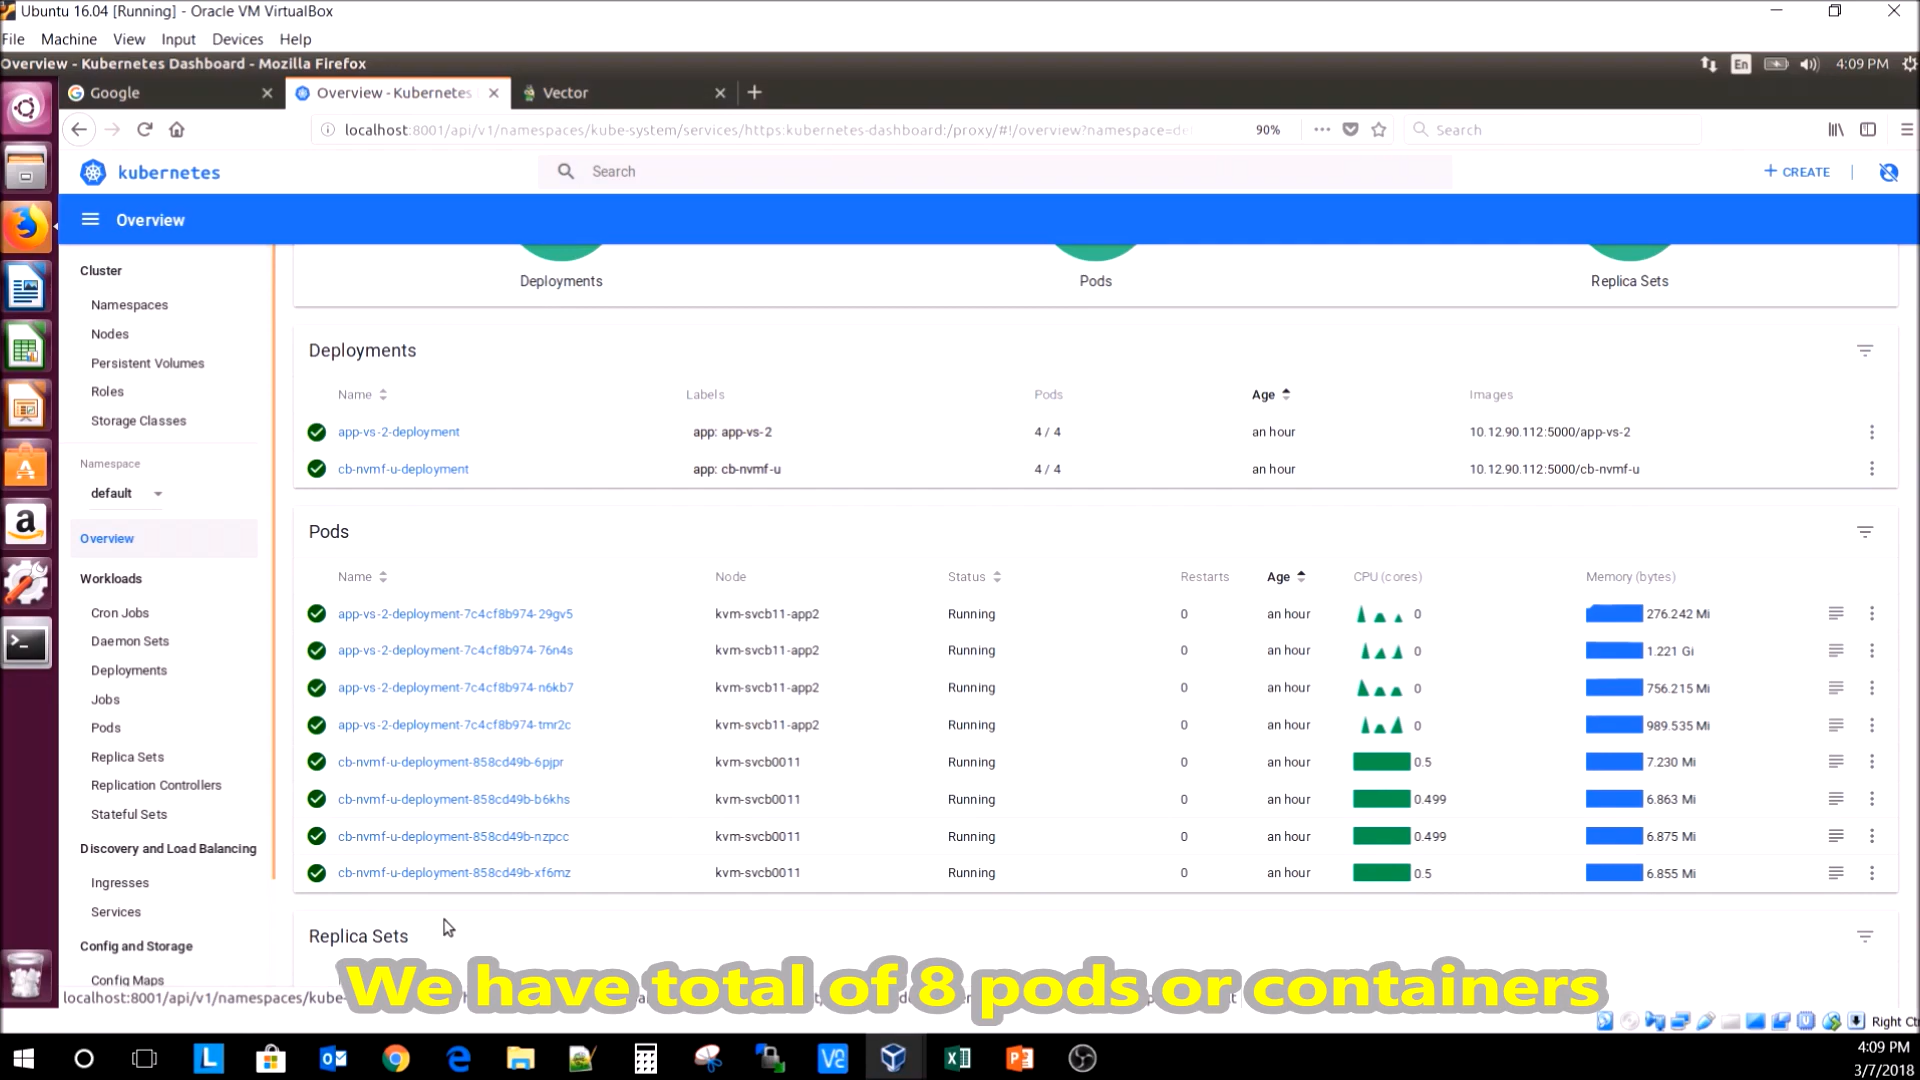 Ubuntu 16.04 [Running] - Oracle VM VirtualBox
File Machine View Input Devices Help
Overview - Kubernetes Dashboard - Mozilla Firefox
En 4:09 PM
Google
Overview - Kubernetes
Vector
localhost:8001/api/v1/namespaces/kube-system/services/https:kubernetes-dashboard:/proxy/#!/overview?namespace=de
90%
Search
kubernetes
Search
+ CREATE
Overview
Cluster
Namespaces
Nodes
Persistent Volumes
Roles
Storage Classes
Namespace
default
Overview
Workloads
Cron Jobs
Daemon Sets
Deployments
Jobs
Pods
Replica Sets
Replication Controllers
Stateful Sets
Discovery and Load Balancing
Ingresses
Services
Config and Storage
Config Maps
Deployments Pods Replica Sets
Deployments
Name Labels Pods Age Images
app-vs-2-deployment app: app-vs-2 4 / 4 an hour 10.12.90.112:5000/app-vs-2
cb-nvmf-u-deployment app: cb-nvmf-u 4 / 4 an hour 10.12.90.112:5000/cb-nvmf-u
Pods
Name Node Status Restarts Age CPU (cores) Memory (bytes)
app-vs-2-deployment-7c4cf8b974-29gv5 kvm-svcb11-app2 Running 0 an hour 0 276.242 Mi
app-vs-2-deployment-7c4cf8b974-76n4s kvm-svcb11-app2 Running 0 an hour 0 1.221 Gi
app-vs-2-deployment-7c4cf8b974-n6kb7 kvm-svcb11-app2 Running 0 an hour 0 756.215 Mi
app-vs-2-deployment-7c4cf8b974-tmr2c kvm-svcb11-app2 Running 0 an hour 0 989.535 Mi
cb-nvmf-u-deployment-858cd49b-6pjpr kvm-svcb0011 Running 0 an hour 0.5 7.230 Mi
cb-nvmf-u-deployment-858cd49b-b6khs kvm-svcb0011 Running 0 an hour 0.499 6.863 Mi
cb-nvmf-u-deployment-858cd49b-nzpcc kvm-svcb0011 Running 0 an hour 0.499 6.875 Mi
cb-nvmf-u-deployment-858cd49b-xf6mz kvm-svcb0011 Running 0 an hour 0.5 6.855 Mi
Replica Sets
We have total of 8 pods or containers
localhost:8001/api/v1/namespaces/kube-
Right Ct
4:09 PM
3/7/2018